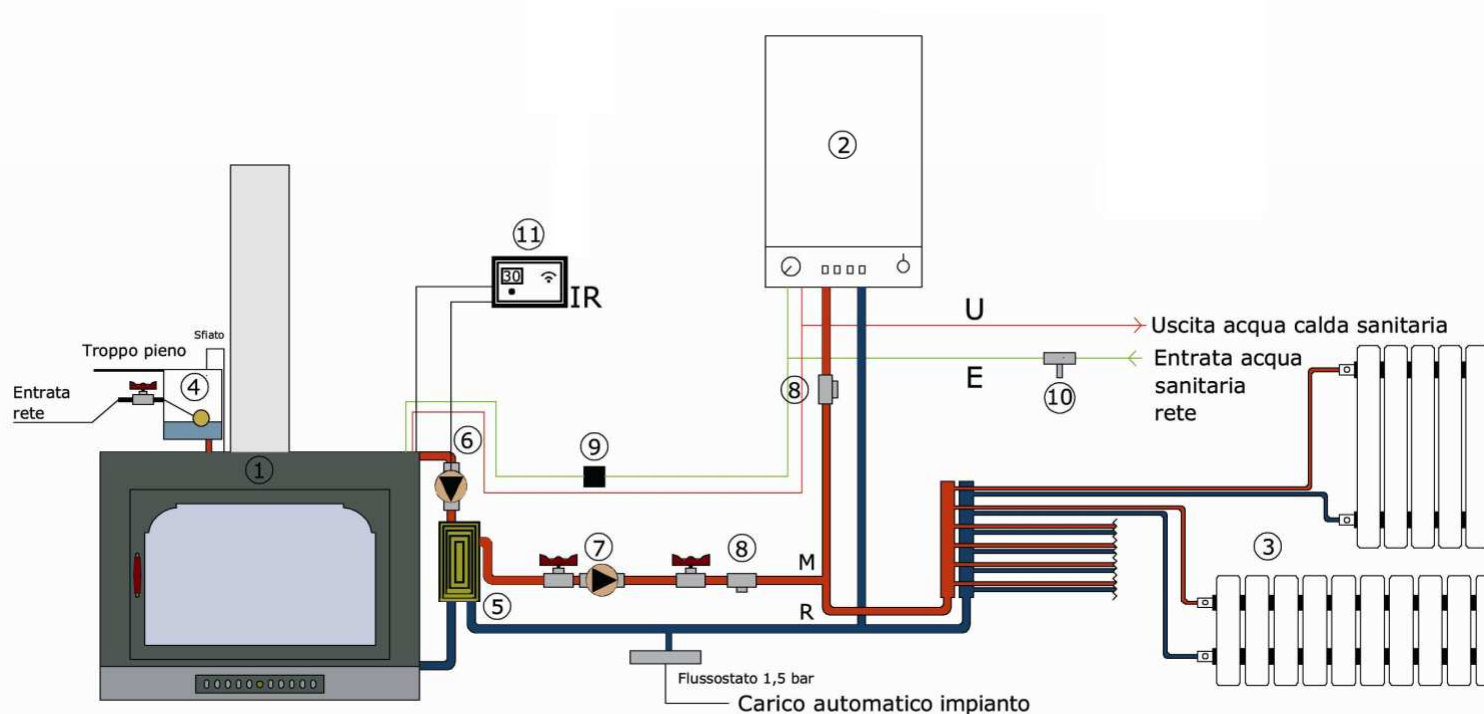 ②
⑪
30
IR
U
Uscita acqua calda sanitaria
Sfiato
Troppo pieno
④
Entrata
rete
E
Entrata acqua
sanitaria
rete
⑧
⑩
①
⑥
⑨
⑦
⑧
M
③
⑤
R
Flussostato 1,5 bar
Carico automatico impianto